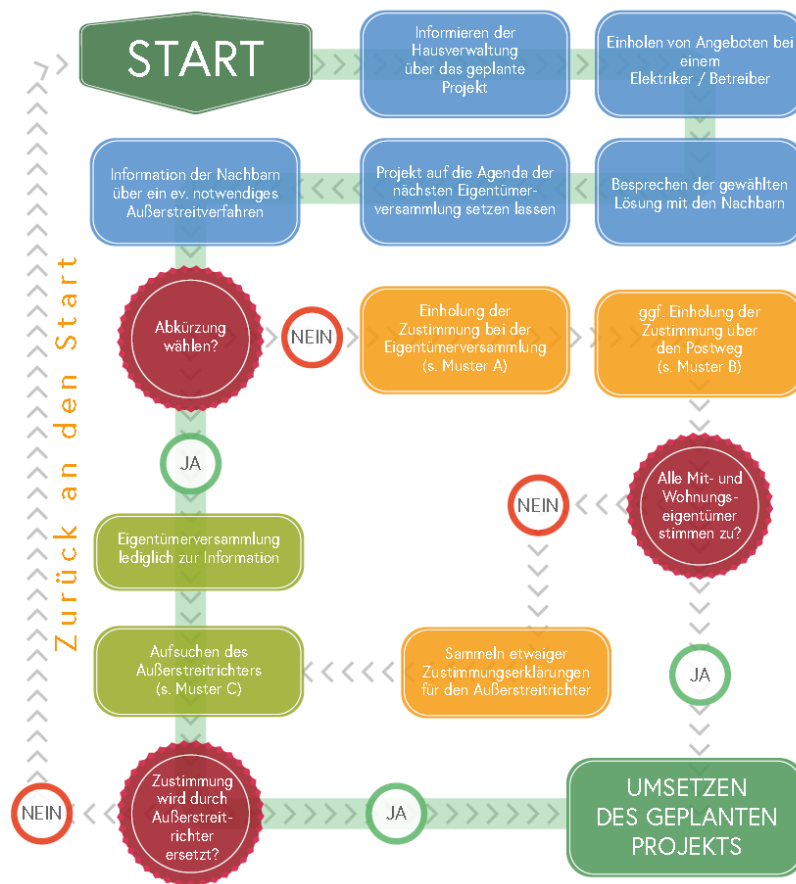 START
Informieren der
Hausverwaltung
über das geplante
Projekt
Einholen von Angeboten bei
einem
Elektriker / Betreiber
Information der Nachbarn
über ein ev. notwendiges
Außerstreitverfahren
Projekt auf die Agenda der
nächsten Eigentümer-
versammlung setzen lassen
Besprechen der gewählten
Lösung mit den Nachbarn
Zurück an den Start
Abkürzung
wählen?
NEIN
Einholung der
Zustimmung bei der
Eigentümerversammlung
(s. Muster A)
ggf. Einholung der
Zustimmung über
den Postweg
(s. Muster B)
JA
NEIN
Alle Mit- und
Wohnungs-
eigentümer
stimmen zu?
Eigentümerversammlung
lediglich zur Information
Aufsuchen des
Außerstreitrichters
(s. Muster C)
Sammeln etwaiger
Zustimmungserklärungen
für den Außerstreitrichter
JA
NEIN
Zustimmung
wird durch
Außerstreit-
richter
ersetzt?
JA
UMSETZEN
DES GEPLANTEN
PROJEKTS